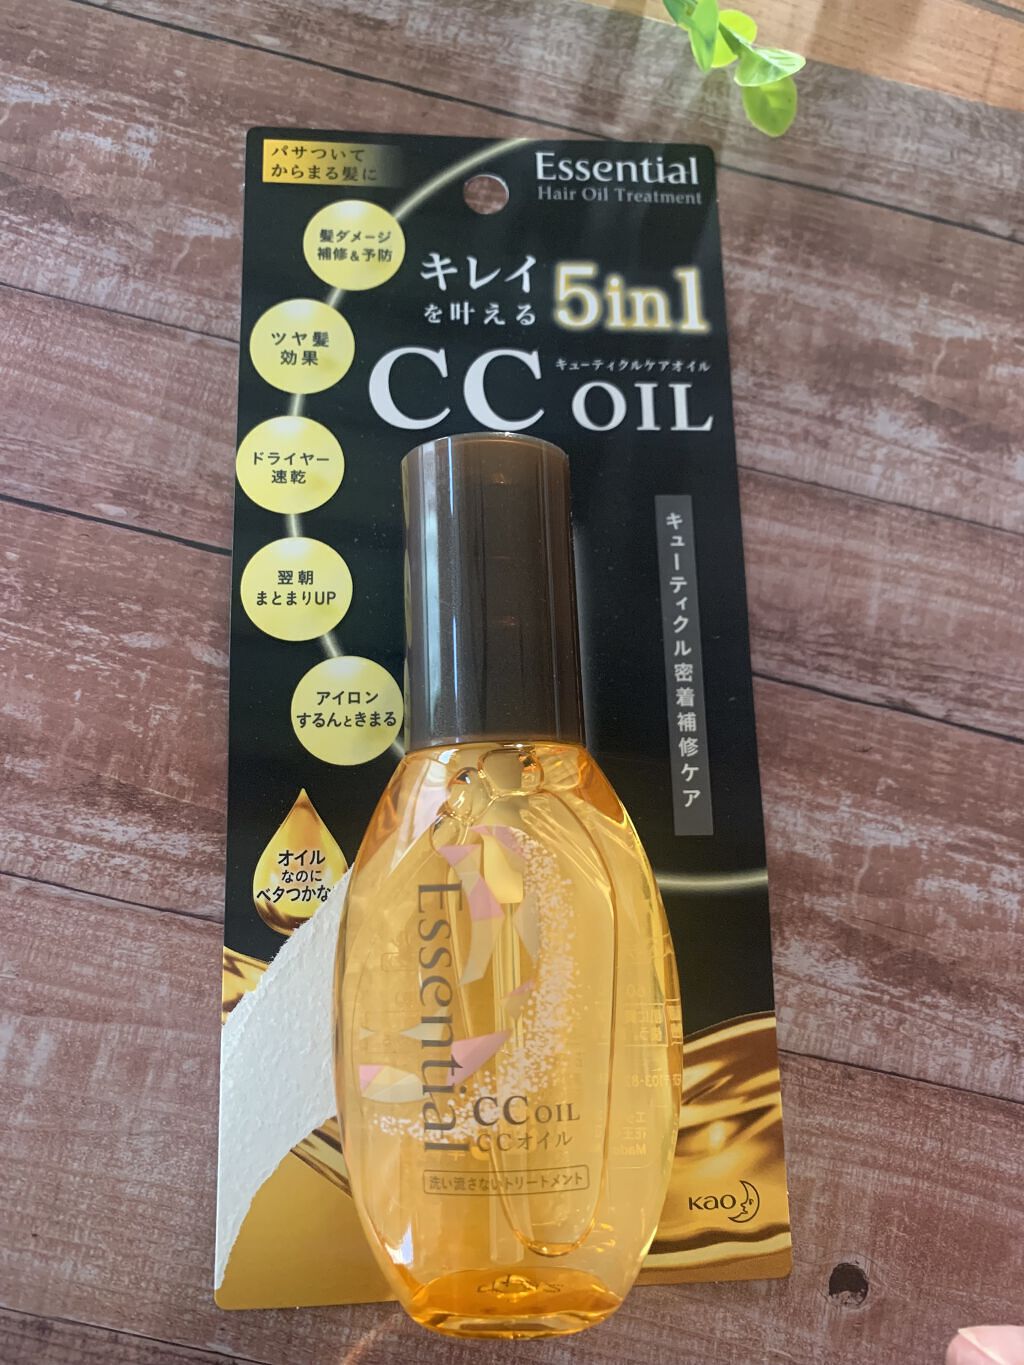 パサついて
からまる髪に
Essential
Hair Oil Treatment
髪ダメージ
補修&予防
キレイ
を叶える
5in1
ツヤ髪
効果
キューティクルケアオイル
CC OIL
ドライヤー
速乾
翌朝
まとまりUP
アイロン
するんときまる
キューティクル密着補修ケア
オイル
なのに
ベタつかな
Essential
CC OIL
CCオイル
洗い流さないトリートメント
Kao